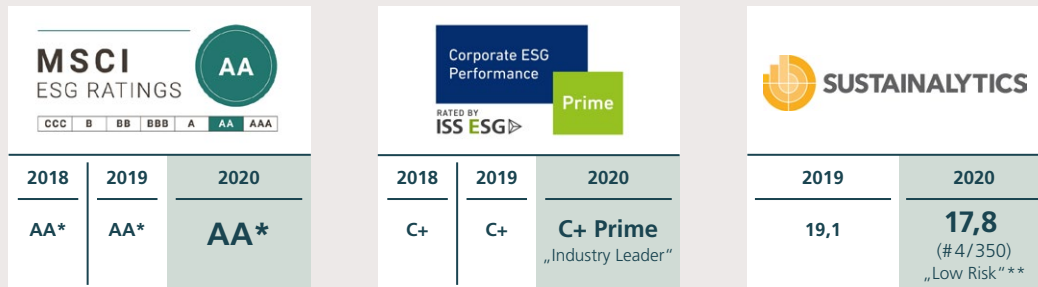 MSCI
ESG RATINGS
AA
CCC B BB BBB A AA AAA
2018 2019 2020
AA* AA* AA*
Corporate ESG
Performance
Prime
RATED BY
ISS ESG
2018 2019 2020
C+ C+ C+ Prime
„Industry Leader“
SUSTAINALYTICS
2019 2020
19,1 17,8
(#4/350)
„Low Risk“**